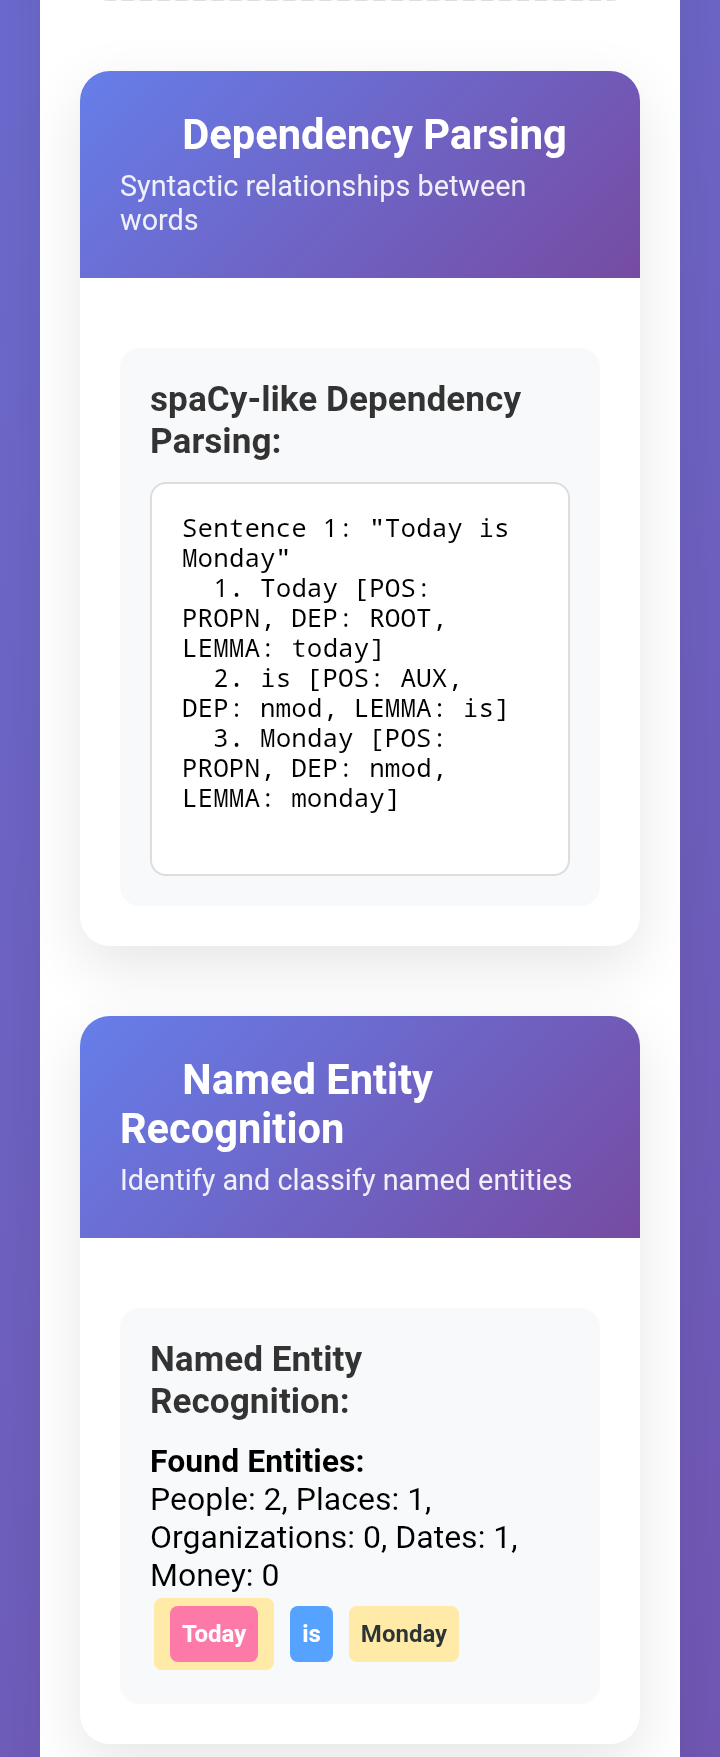 Dependency Parsing
Syntactic relationships between
words
spaCy-like Dependency
Parsing:
Sentence 1: "Today is
Monday"
  1. Today [POS:
PROPN, DEP: ROOT,
LEMMA: today]
  2. is [POS: AUX,
DEP: nmod, LEMMA: is]
  3. Monday [POS:
PROPN, DEP: nmod,
LEMMA: monday]
Named Entity
Recognition
Identify and classify named entities
Named Entity
Recognition:
Found Entities:
People: 2, Places: 1,
Organizations: 0, Dates: 1,
Money: 0
Today is Monday